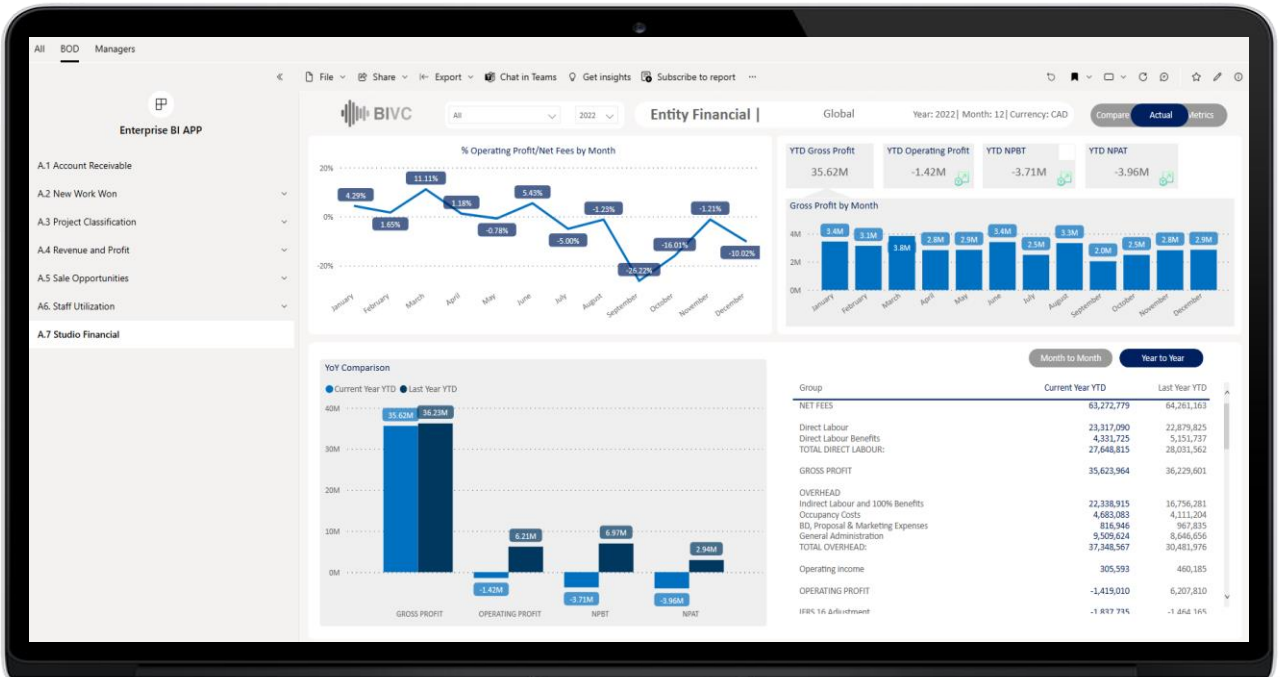 All BOD Managers
File Share Export Chat in Teams Get insights Subscribe to report ...
Enterprise BI APP
A.1 Account Receivable
A.2 New Work Won
A.3 Project Classification
A.4 Revenue and Profit
A.5 Sale Opportunities
A6. Staff Utilization
A.7 Studio Financial
BIVC All 2022 Entity Financial | Global Year: 2022| Month: 12| Currency: CAD Compare Actual Metrics
% Operating Profit/Net Fees by Month
20%
0%
-20%
4.29% 1.65% 11.11% 1.18% -0.78% 5.43% -5.00% -1.23% -26.22% -16.01% -1.21% -10.02%
January February March April May June July August September October November December
YTD Gross Profit YTD Operating Profit YTD NPBT YTD NPAT
35.62M -1.42M -3.71M -3.96M
Gross Profit by Month
4M
2M
0M
3.4M 3.1M 3.8M 2.8M 2.9M 3.4M 2.5M 3.3M 2.0M 2.5M 2.8M 2.9M
January February March April May June July August September October November December
YoY Comparison
Current Year YTD Last Year YTD
40M
30M
20M
10M
0M
35.62M 36.23M
-1.42M 6.21M
-3.71M 6.97M
-3.96M 2.94M
GROSS PROFIT OPERATING PROFIT NPBT NPAT
Month to Month Year to Year
Group Current Year YTD Last Year YTD
NET FEES 63,272,779 64,261,163
Direct Labour 23,317,090 22,879,825
Direct Labour Benefits 4,331,725 5,151,737
TOTAL DIRECT LABOUR: 27,648,815 28,031,562
GROSS PROFIT 35,623,964 36,229,601
OVERHEAD
Indirect Labour and 100% Benefits 22,338,915 16,756,281
Occupancy Costs 4,683,083 4,111,204
BD, Proposal & Marketing Expenses 816,946 967,835
General Administration 9,509,624 8,646,656
TOTAL OVERHEAD: 37,348,567 30,481,976
Operating income 305,593 460,185
OPERATING PROFIT -1,419,010 6,207,810
IFRS 16 Adjustment -1,837,735 -1,464,165